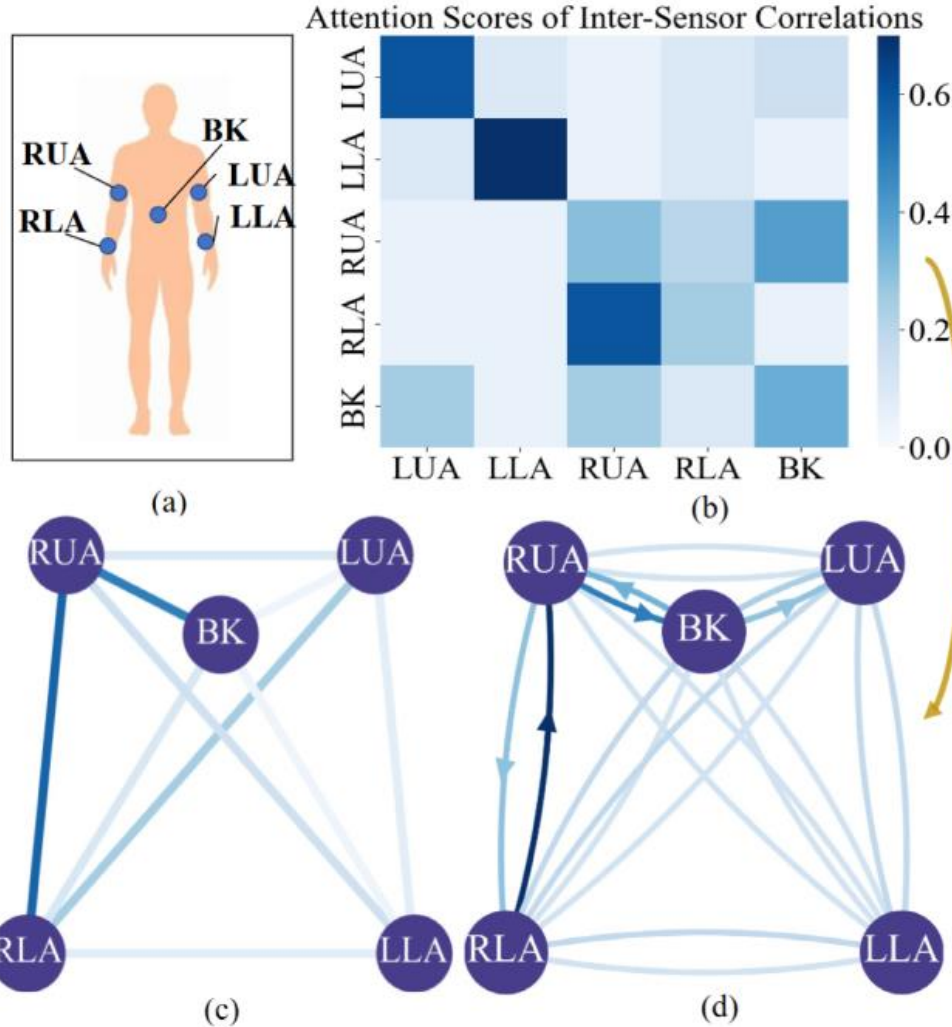 RUA
BK
LUA
RLA
LLA
(a)
Attention Scores of Inter-Sensor Correlations
LUA
LLA
RUA
RLA
BK
LUA LLA RUA RLA BK
0.6
0.4
0.2
0.0
(b)
RUA
LUA
BK
RLA
LLA
(c)
RUA
LUA
BK
RLA
LLA
(d)